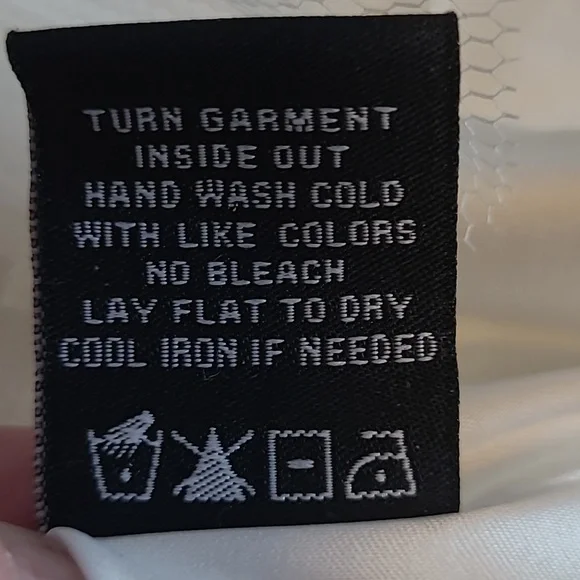 TURN GARMENT
INSIDE OUT
HAND WASH COLD
WITH LIKE COLORS
NO BLEACH
LAY FLAT TO DRY
COOL IRON IF NEEDED